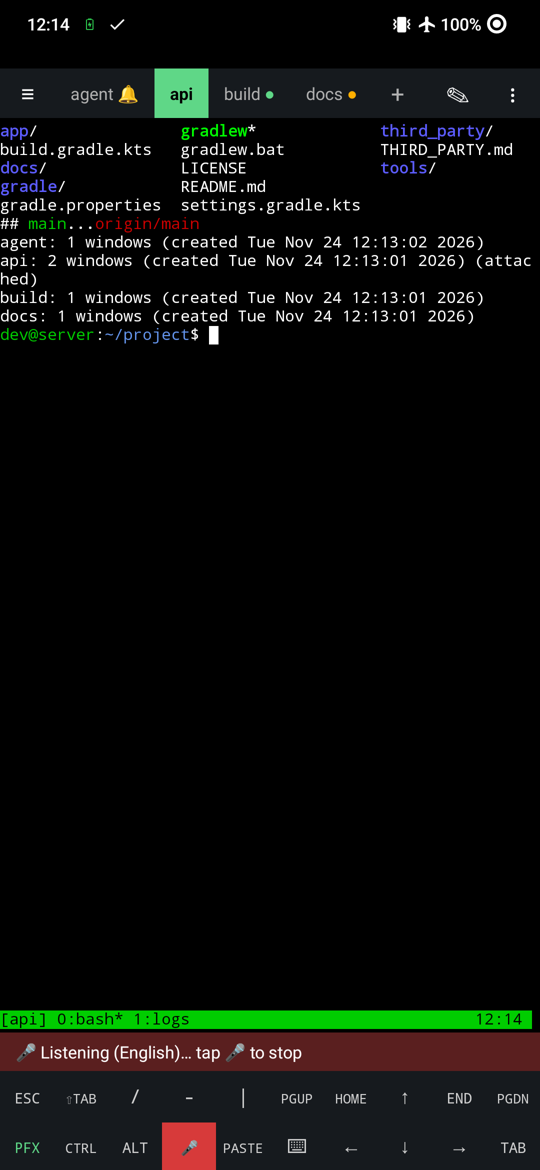 12:14 100%
≡ agent 🔔 api build ● docs ● + ✎ ⋮
app/ gradlew* third_party/
build.gradle.kts gradlew.bat THIRD_PARTY.md
docs/ LICENSE tools/
gradle/ README.md
gradle.properties settings.gradle.kts
## main...origin/main
agent: 1 windows (created Tue Nov 24 12:13:02 2026)
api: 2 windows (created Tue Nov 24 12:13:01 2026) (attac
hed)
build: 1 windows (created Tue Nov 24 12:13:01 2026)
docs: 1 windows (created Tue Nov 24 12:13:01 2026)
dev@server:~/project$
[api] 0:bash* 1:logs 12:14
🎤 Listening (English)… tap 🎤 to stop
ESC ⇧TAB / - | PGUP HOME ↑ END PGDN
PFX CTRL ALT 🎤 PASTE ⌨ ← ↓ → TAB